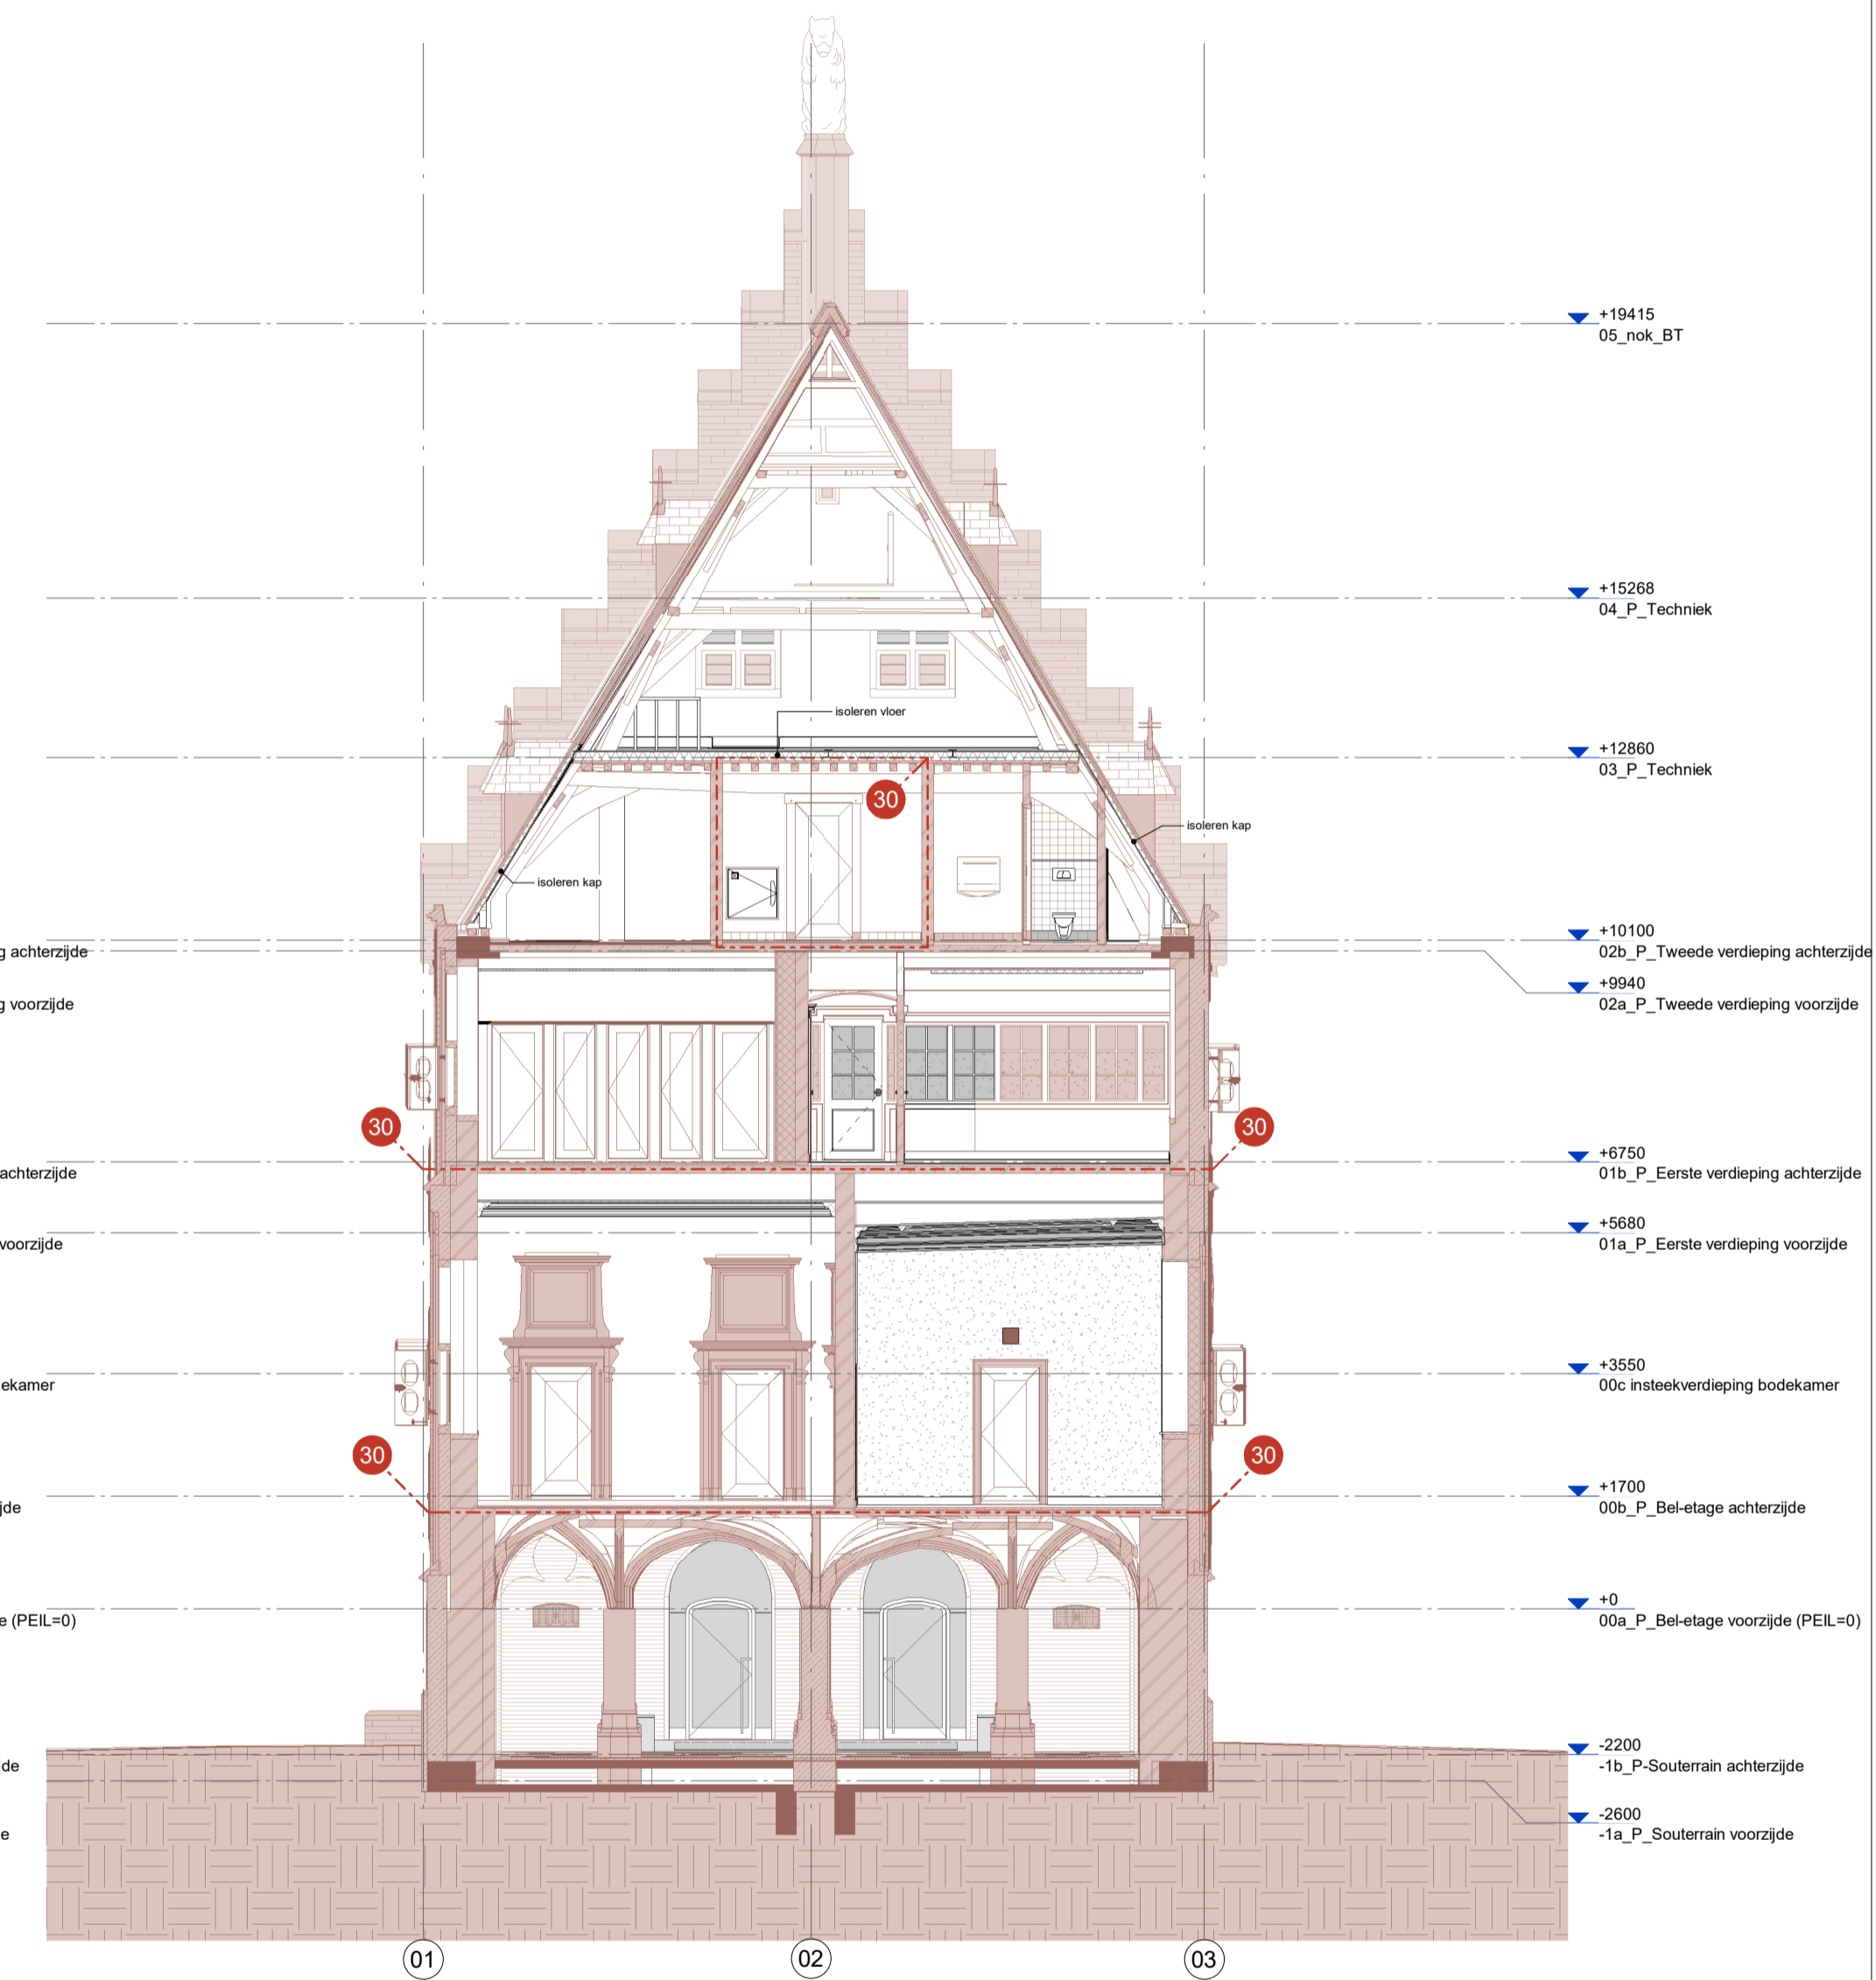 +19415
05_nok_BT
+15268
04_P_Techniek
isoleren vloer
+12860
03_P_Techniek
30
isoleren kap
isoleren kap
+10100
g achterzijde
02b_P_Tweede verdieping achterzijde
+9940
g voorzijde
02a_P_Tweede verdieping voorzijde
30
30
+6750
achterzijde
01b_P_Eerste verdieping achterzijde
+5680
voorzijde
01a_P_Eerste verdieping voorzijde
+3550
ekamer
00c insteekverdieping bodekamer
30
30
+1700
jde
00b_P_Bel-etage achterzijde
+0
e (PEIL=0)
00a_P_Bel-etage voorzijde (PEIL=0)
-2200
de
-1b_P-Souterrain achterzijde
-2600
e
-1a_P_Souterrain voorzijde
01
02
03